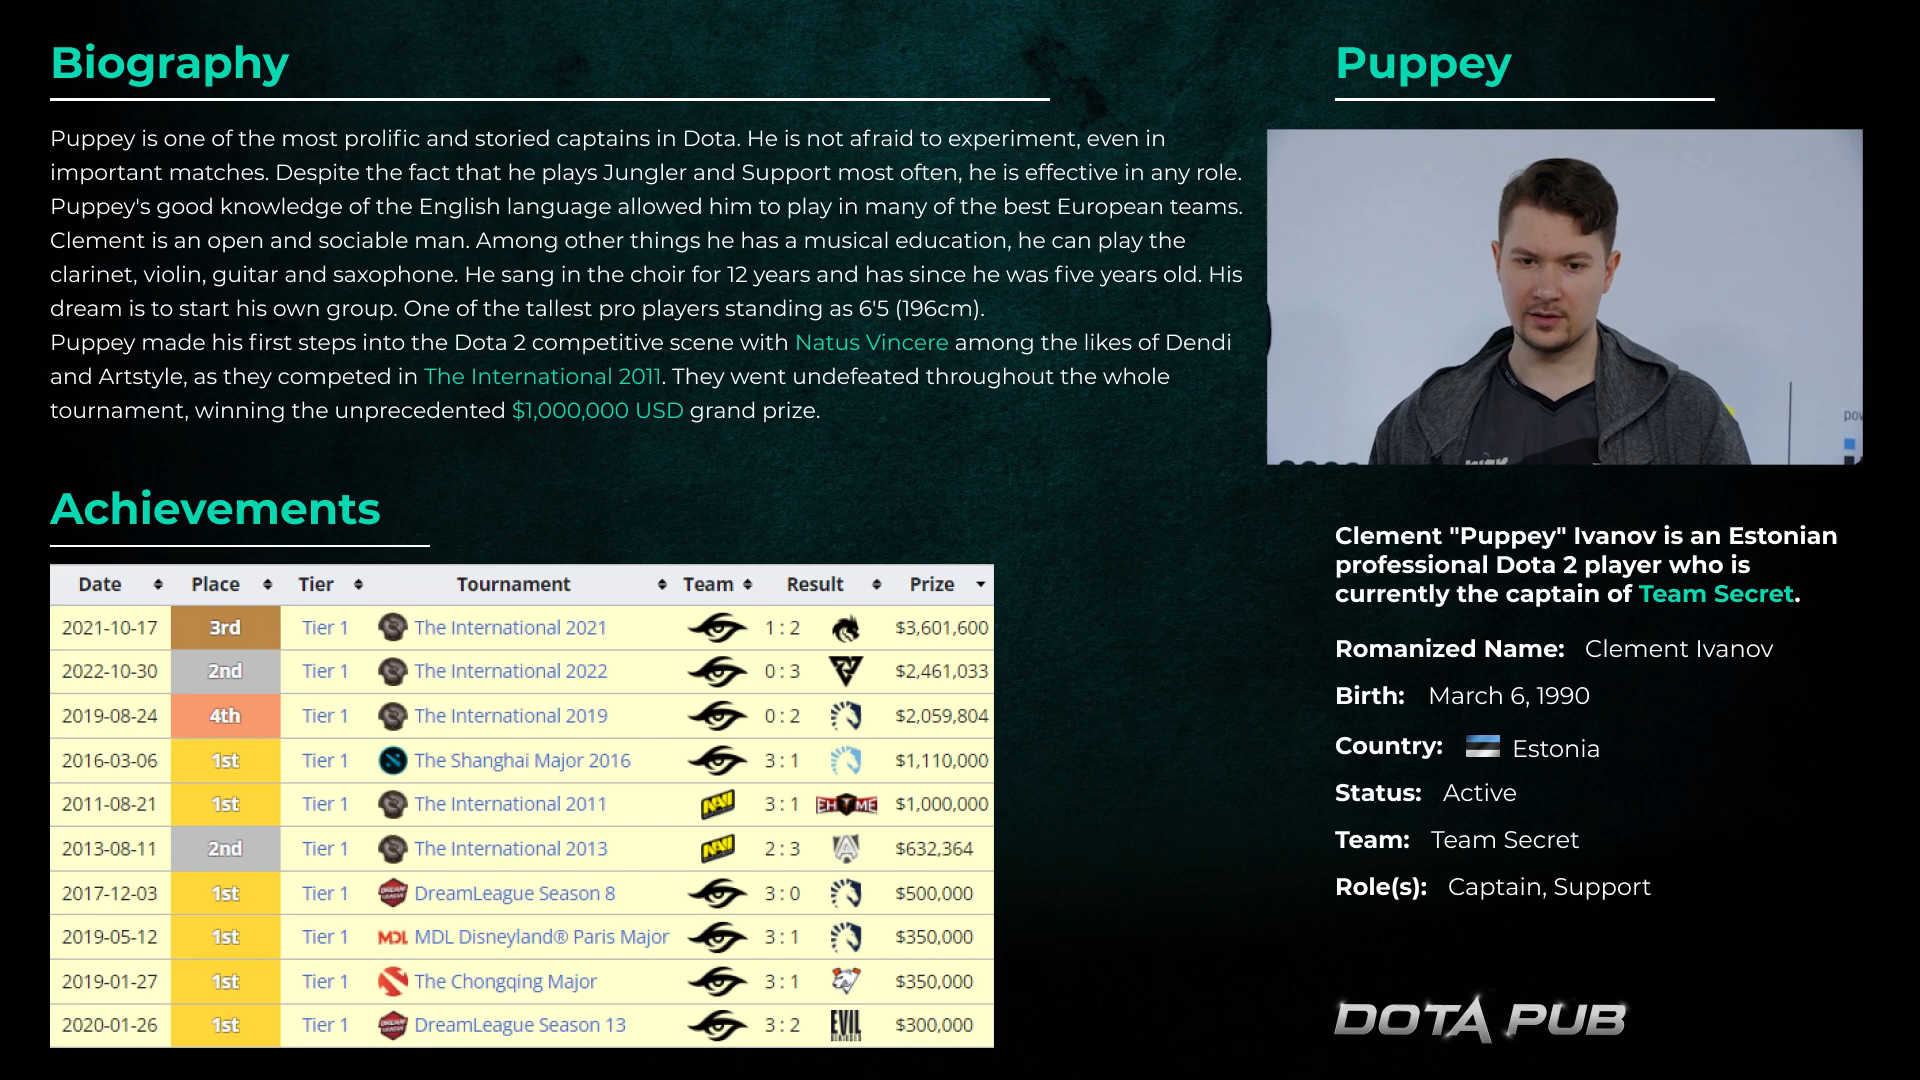 Biography
Puppey is one of the most prolific and storied captains in Dota. He is not afraid to experiment, even in
important matches. Despite the fact that he plays Jungler and Support most often, he is effective in any role.
Puppey's good knowledge of the English language allowed him to play in many of the best European teams.
Clement is an open and sociable man. Among other things he has a musical education, he can play the
clarinet, violin, guitar and saxophone. He sang in the choir for 12 years and has since he was five years old. His
dream is to start his own group. One of the tallest pro players standing as 6'5 (196cm).
Puppey made his first steps into the Dota 2 competitive scene with Natus Vincere among the likes of Dendi
and Artstyle, as they competed in The International 2011. They went undefeated throughout the whole
tournament, winning the unprecedented $1,000,000 USD grand prize.
Achievements
Date Place Tier Tournament Team Result Prize
2021-10-17 3rd Tier 1 The International 2021 1 : 2 $3,601,600
2022-10-30 2nd Tier 1 The International 2022 0 : 3 $2,461,033
2019-08-24 4th Tier 1 The International 2019 0 : 2 $2,059,804
2016-03-06 1st Tier 1 The Shanghai Major 2016 3 : 1 $1,110,000
2011-08-21 1st Tier 1 The International 2011 NAVI 3 : 1 EHOME $1,000,000
2013-08-11 2nd Tier 1 The International 2013 NAVI 2 : 3 $632,364
2017-12-03 1st Tier 1 DreamLeague Season 8 3 : 0 $500,000
2019-05-12 1st Tier 1 MDL MDL Disneyland® Paris Major 3 : 1 $350,000
2019-01-27 1st Tier 1 The Chongqing Major 3 : 1 $350,000
2020-01-26 1st Tier 1 DreamLeague Season 13 3 : 2 EVIL $300,000
Puppey
Clement "Puppey" Ivanov is an Estonian
professional Dota 2 player who is
currently the captain of Team Secret.
Romanized Name: Clement Ivanov
Birth: March 6, 1990
Country: Estonia
Status: Active
Team: Team Secret
Role(s): Captain, Support
DOTA PUB